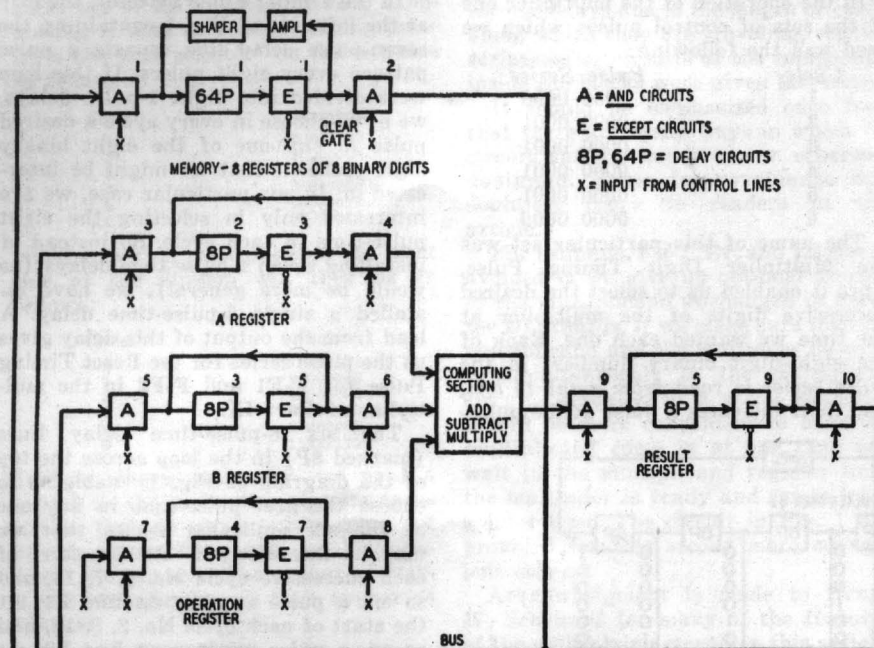 SHAPER AMPL
1 1 1 2
A 64P E A
X X X
CLEAR
GATE
MEMORY = 8 REGISTERS OF 8 BINARY DIGITS
A = AND CIRCUITS
E = EXCEPT CIRCUITS
8P, 64P = DELAY CIRCUITS
X = INPUT FROM CONTROL LINES
3 2 3 4
A 8P E A
X X X
A REGISTER
5 3 5 6
A 8P E A
X X X
B REGISTER
COMPUTING
SECTION
ADD
SUBTRACT
MULTIPLY
9 5 9 10
A 8P E A
X X X
RESULT
REGISTER
7 4 7 8
A 8P E A
X X X
OPERATION
REGISTER
BUS